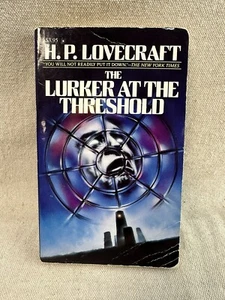 $3.95
H. P. LOVECRAFT
"YOU WILL NOT READILY PUT IT DOWN."—THE NEW YORK TIMES
THE
LURKER AT THE
THRESHOLD